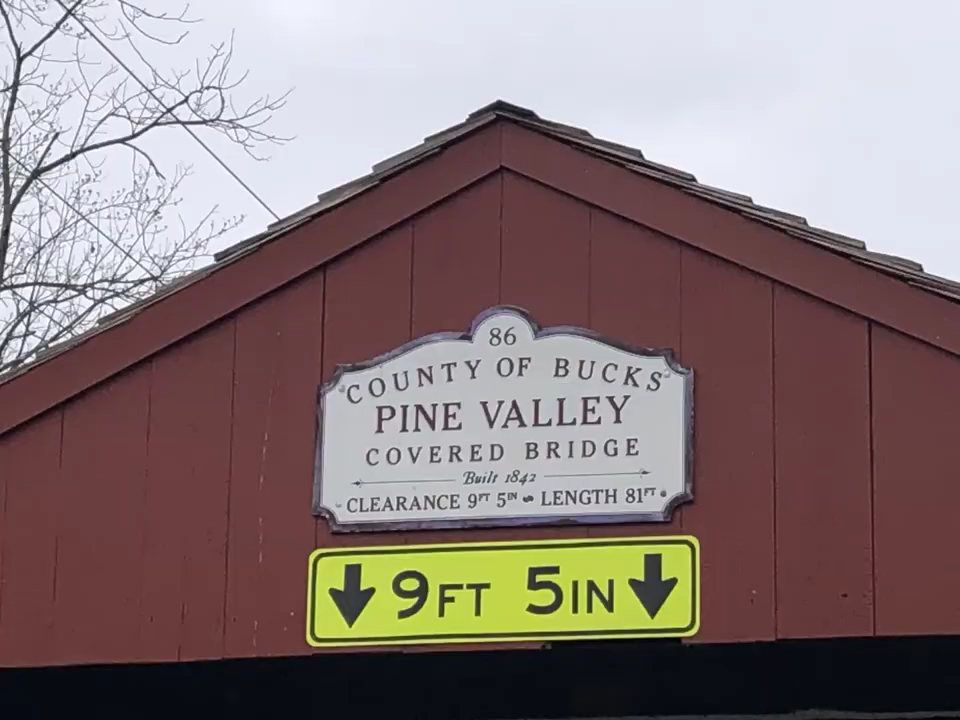 86
COUNTY OF BUCKS
PINE VALLEY
COVERED BRIDGE
Built 1842
CLEARANCE 9FT 5IN LENGTH 81FT
9FT 5IN